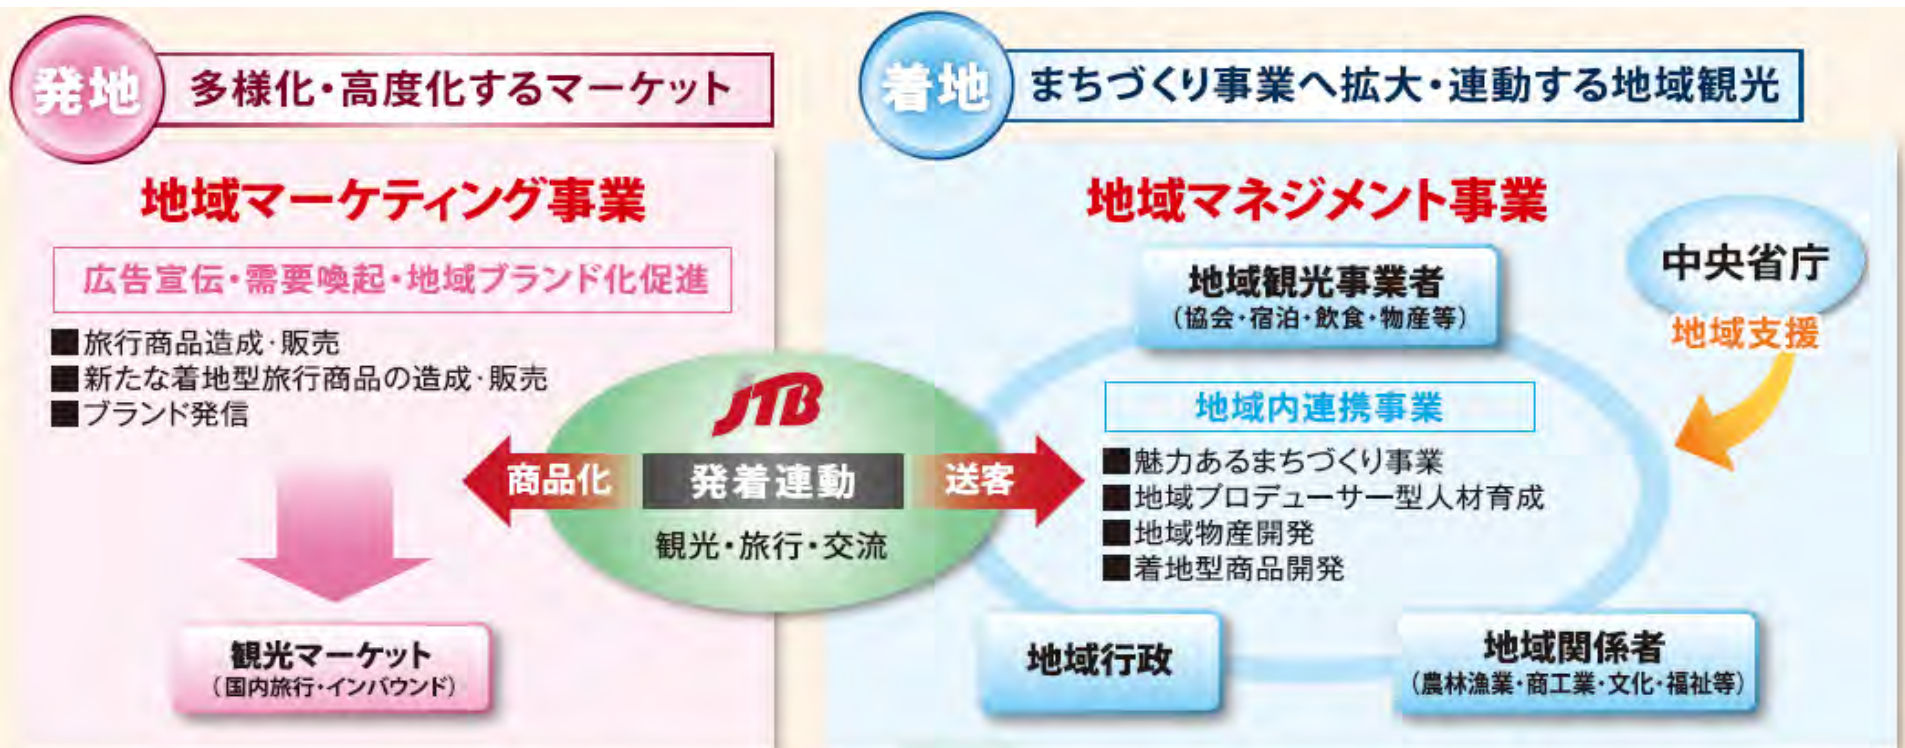 発地
多様化・高度化するマーケット
地域マーケティング事業
広告宣伝・需要喚起・地域ブランド化促進
■旅行商品造成・販売
■新たな着地型旅行商品の造成・販売
■ブランド発信
観光マーケット
（国内旅行・インバウンド）
JTB
商品化
発着連動
送客
観光・旅行・交流
着地
まちづくり事業へ拡大・連動する地域観光
地域マネジメント事業
中央省庁
地域支援
地域観光事業者
（協会・宿泊・飲食・物産等）
地域内連携事業
■魅力あるまちづくり事業
■地域プロデューサー型人材育成
■地域物産開発
■着地型商品開発
地域行政
地域関係者
（農林漁業・商工業・文化・福祉等）